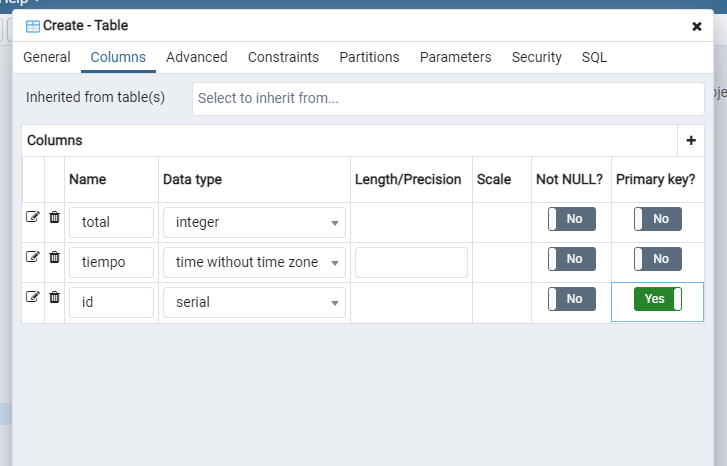 Help
Create - Table
General Columns Advanced Constraints Partitions Parameters Security SQL
Inherited from table(s) Select to inherit from...
Columns
Name Data type Length/Precision Scale Not NULL? Primary key?
total integer No No
tiempo time without time zone No No
id serial No Yes